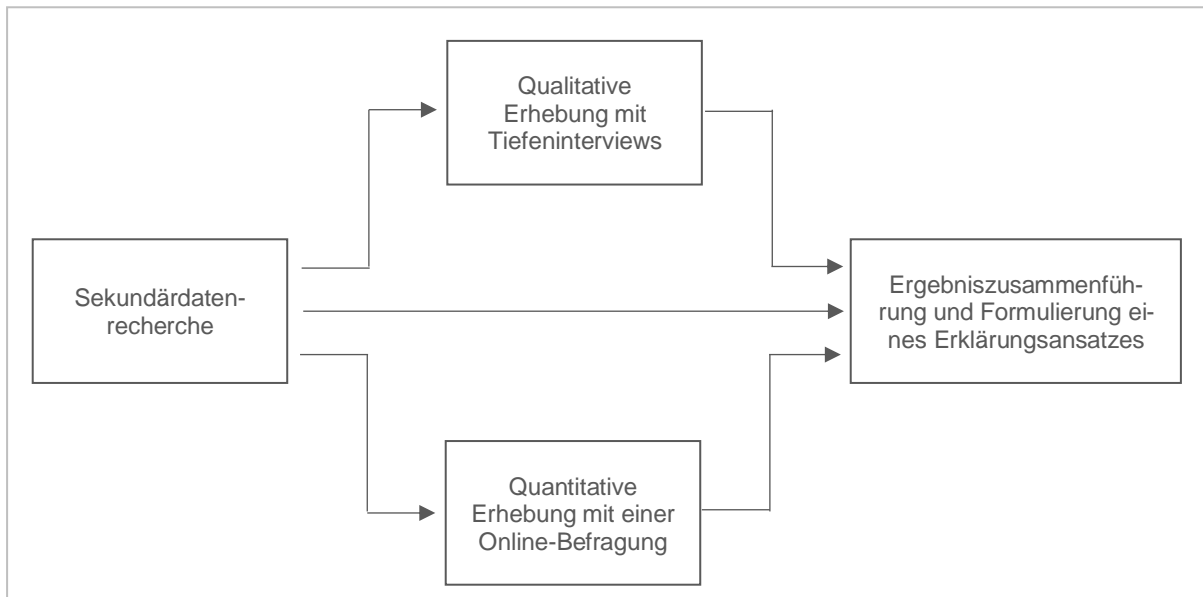 Qualitative
Erhebung mit
Tiefeninterviews
Sekundärdaten-
recherche
Ergebniszusammenfüh-
rung und Formulierung ei-
nes Erklärungsansatzes
Quantitative
Erhebung mit einer
Online-Befragung